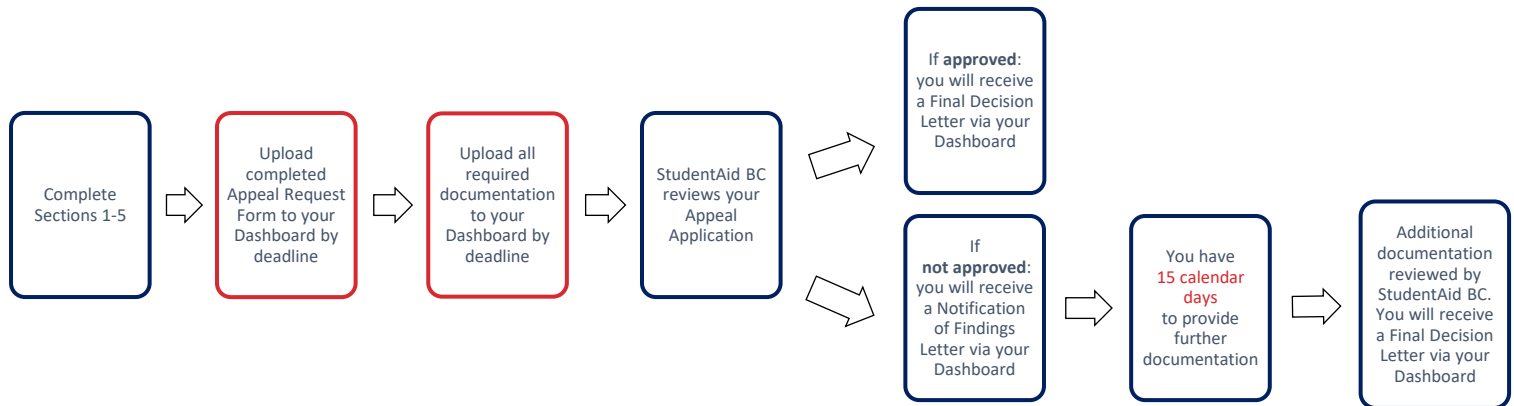 Complete
Sections 1-5
Upload
completed
Appeal Request
Form to your
Dashboard by
deadline
Upload all
required
documentation
to your
Dashboard by
deadline
StudentAid BC
reviews your
Appeal
Application
If approved:
you will receive
a Final Decision
Letter via your
Dashboard
If
not approved:
you will receive
a Notification
of Findings
Letter via your
Dashboard
You have
15 calendar
days
to provide
further
documentation
Additional
documentation
reviewed by
StudentAid BC.
You will receive
a Final Decision
Letter via your
Dashboard